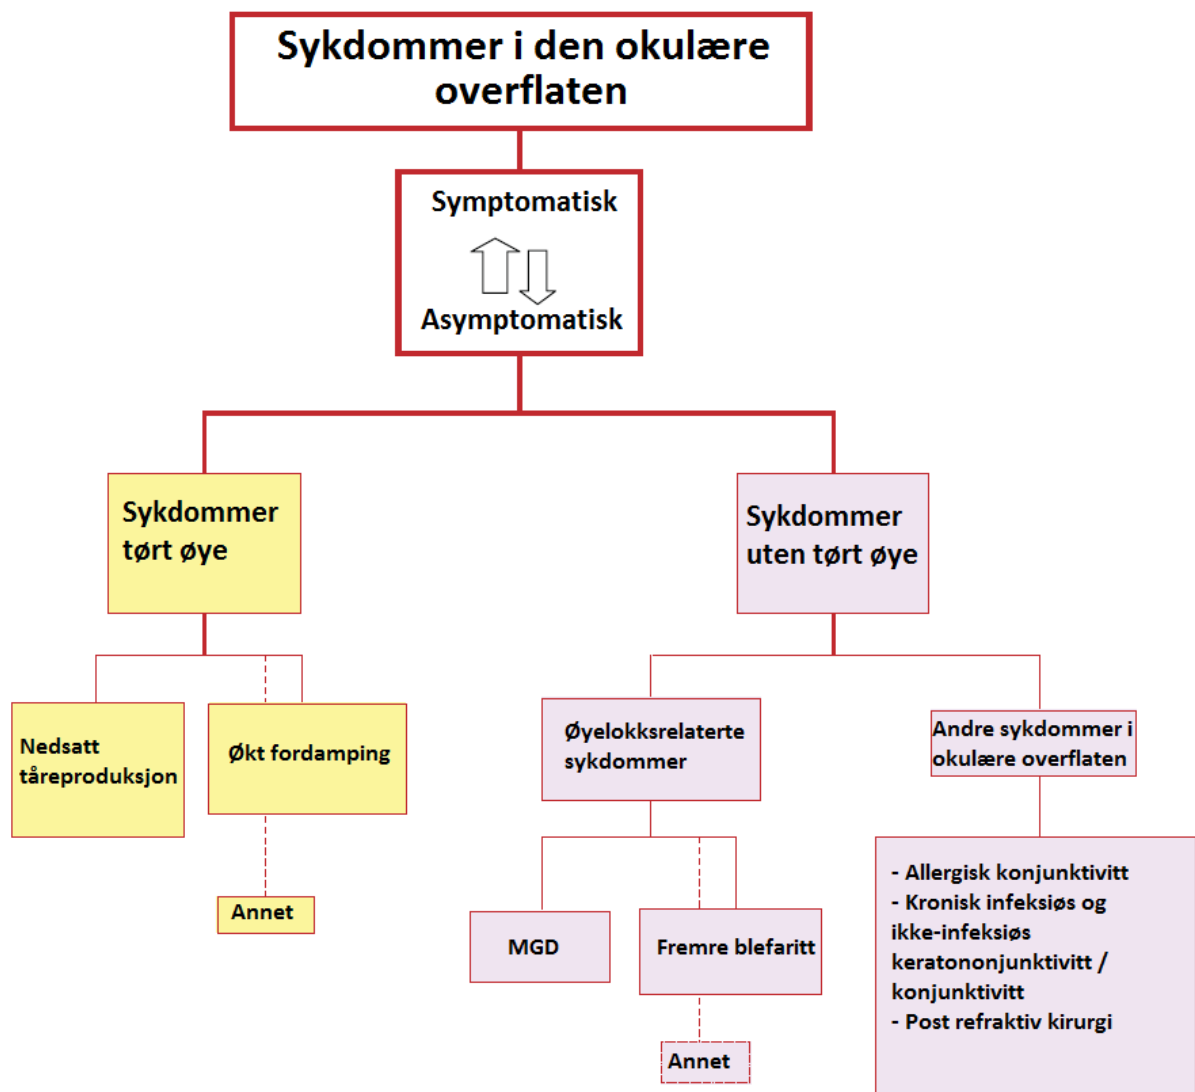 Sykdommer i den okulære
overflaten
Symptomatisk
Asymptomatisk
Sykdommer
tørt øye
Sykdommer
uten tørt øye
Nedsatt
tåreproduksjon
Økt fordamping
Annet
Øyelokksrelaterte
sykdommer
Andre sykdommer i
okulære overflaten
MGD
Fremre blefaritt
Annet
- Allergisk konjunktivitt
- Kronisk infeksiøs og
ikke-infeksiøs
keratononjunktivitt /
konjunktivitt
- Post refraktiv kirurgi